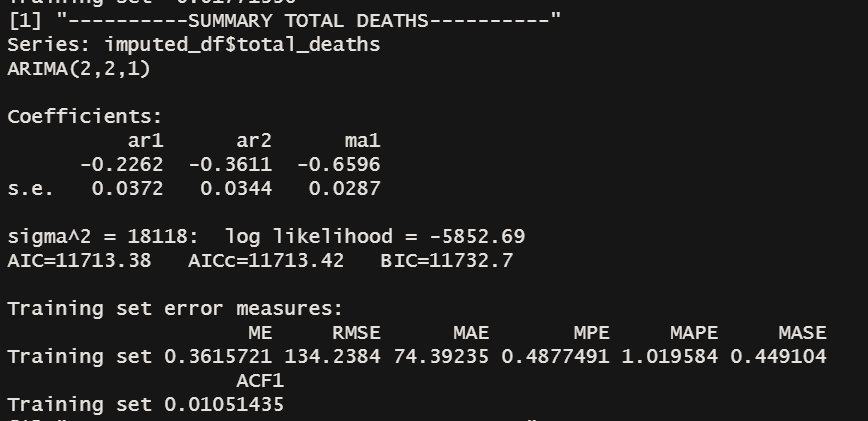 [1] "----------SUMMARY TOTAL DEATHS----------"
Series: imputed_df$total_deaths
ARIMA(2,2,1)
Coefficients:
ar1 ar2 ma1
-0.2262 -0.3611 -0.6596
s.e. 0.0372 0.0344 0.0287
sigma^2 = 18118: log likelihood = -5852.69
AIC=11713.38 AICc=11713.42 BIC=11732.7
Training set error measures:
ME RMSE MAE MPE MAPE MASE
Training set 0.3615721 134.2384 74.39235 0.4877491 1.019584 0.449104
ACF1
Training set 0.01051435